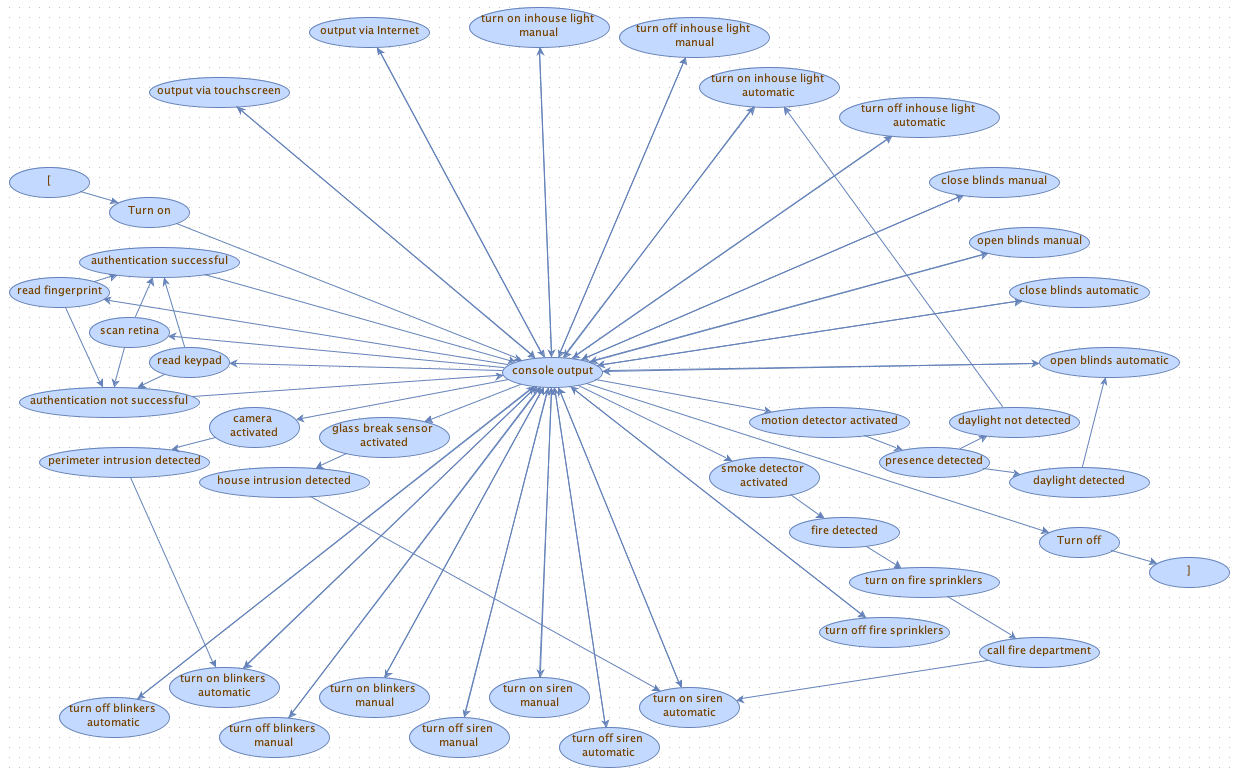 output via Internet
turn on inhouse light
manual
turn off inhouse light
manual
turn on inhouse light
automatic
output via touchscreen
turn off inhouse light
automatic
[
close blinds manual
Turn on
open blinds manual
authentication successful
read fingerprint
close blinds automatic
scan retina
read keypad
open blinds automatic
console output
authentication not successful
camera
activated
glass break sensor
activated
motion detector activated
daylight not detected
perimeter intrusion detected
presence detected
house intrusion detected
smoke detector
activated
daylight detected
fire detected
Turn off
]
turn on fire sprinklers
turn off fire sprinklers
call fire department
turn on blinkers
automatic
turn on blinkers
manual
turn on siren
manual
turn on siren
automatic
turn off blinkers
automatic
turn off blinkers
manual
turn off siren
manual
turn off siren
automatic